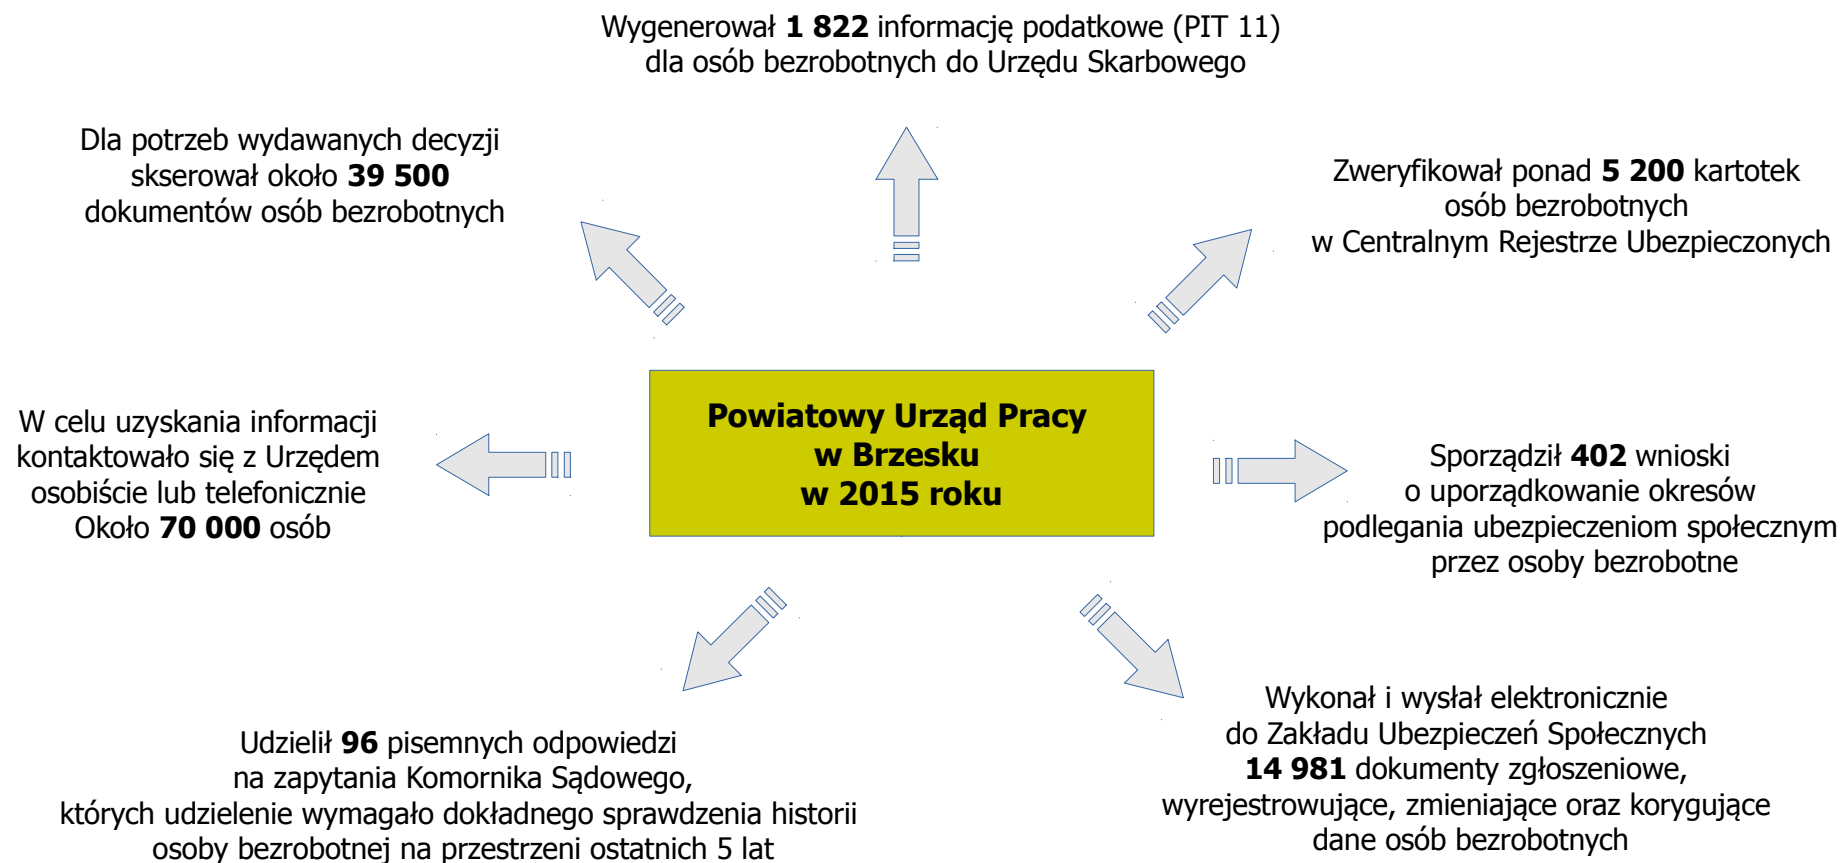 Wygenerował 1 822 informację podatkowe (PIT 11)
dla osób bezrobotnych do Urzędu Skarbowego
Dla potrzeb wydawanych decyzji
skserował około 39 500
dokumentów osób bezrobotnych
Zweryfikował ponad 5 200 kartotek
osób bezrobotnych
w Centralnym Rejestrze Ubezpieczonych
Powiatowy Urząd Pracy
w Brzesku
w 2015 roku
W celu uzyskania informacji
kontaktowało się z Urzędem
osobiście lub telefonicznie
Około 70 000 osób
Sporządził 402 wnioski
o uporządkowanie okresów
podlegania ubezpieczeniom społecznym
przez osoby bezrobotne
Udzielił 96 pisemnych odpowiedzi
na zapytania Komornika Sądowego,
których udzielenie wymagało dokładnego sprawdzenia historii
osoby bezrobotnej na przestrzeni ostatnich 5 lat
Wykonał i wysłał elektronicznie
do Zakładu Ubezpieczeń Społecznych
14 981 dokumenty zgłoszeniowe,
wyrejestrowujące, zmieniające oraz korygujące
dane osób bezrobotnych